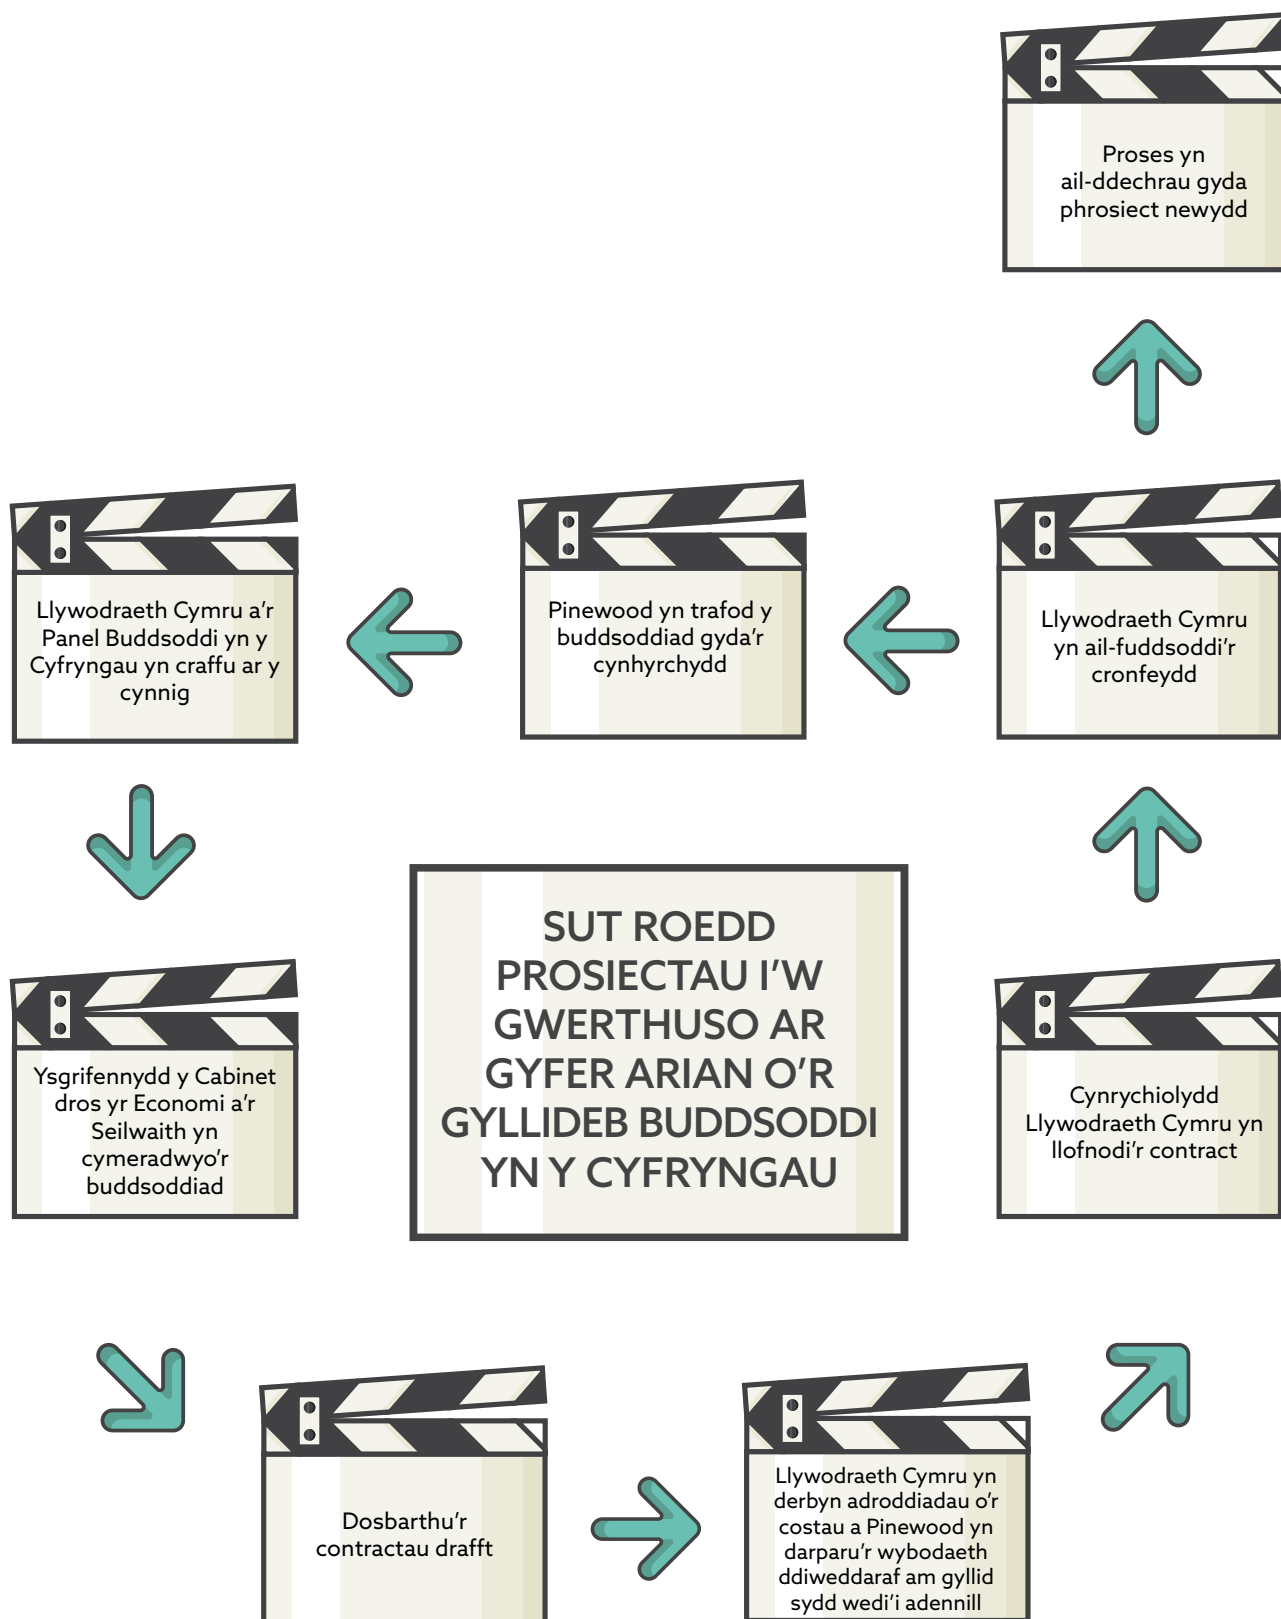 Proses yn
ail-ddechrau gyda
phrosiect newydd
Llywodraeth Cymru a’r
Panel Buddsoddi yn y
Cyfryngau yn craffu ar y
cynnig
Pinewood yn trafod y
buddsoddiad gyda’r
cynhyrchydd
Llywodraeth Cymru
yn ail-fuddsoddi’r
cronfeydd
SUT ROEDD
PROSIECTAU I’W
GWERTHUSO AR
GYFER ARIAN O’R
GYLLIDEB BUDDSODDI
YN Y CYFRYNGAU
Ysgrifennydd y Cabinet
dros yr Economi a’r
Seilwaith yn
cymeradwyo’r
buddsoddiad
Cynrychiolydd
Llywodraeth Cymru yn
llofnodi’r contract
Dosbarthu’r
contractau drafft
Llywodraeth Cymru yn
derbyn adroddiadau o’r
costau a Pinewood yn
darparu’r wybodaeth
ddiweddaraf am gyllid
sydd wedi’i adennill